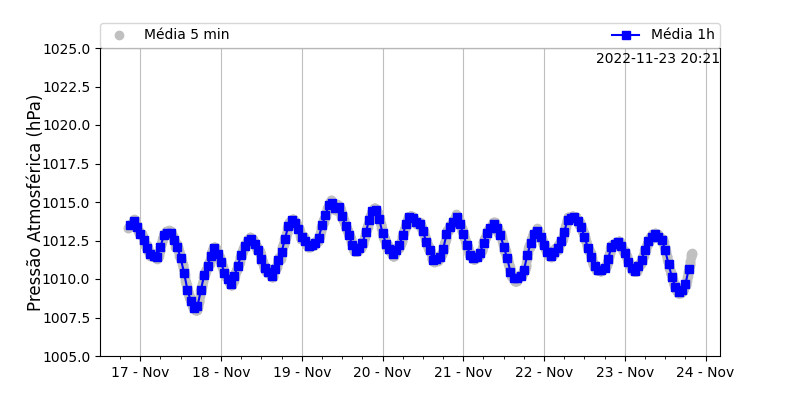 Média 5 min
Média 1h
2022-11-23 20:21
Pressão Atmosférica (hPa)
1025.0
1022.5
1020.0
1017.5
1015.0
1012.5
1010.0
1007.5
1005.0
17 - Nov
18 - Nov
19 - Nov
20 - Nov
21 - Nov
22 - Nov
23 - Nov
24 - Nov